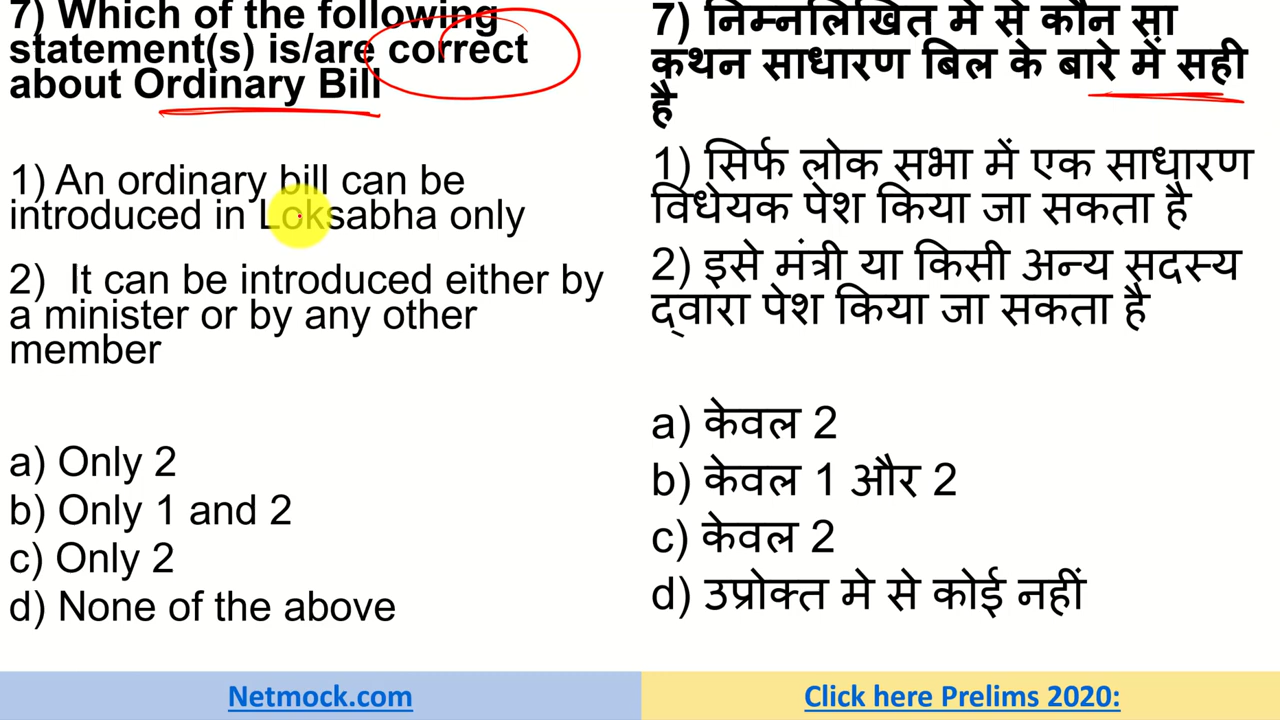 7) Which of the following
statement(s) is/are correct
about Ordinary Bill
1) An ordinary bill can be
introduced in Loksabha only
2) It can be introduced either by
a minister or by any other
member
a) Only 2
b) Only 1 and 2
c) Only 2
d) None of the above
7) निम्नलिखित मे से कौन सा
कथन साधारण बिल के बारे में सही
है
1) सिर्फ लोक सभा में एक साधारण
विधेयक पेश किया जा सकता है
2) इसे मंत्री या किसी अन्य सदस्य
द्वारा पेश किया जा सकता है
a) केवल 2
b) केवल 1 और 2
c) केवल 2
d) उप्रोक्त मे से कोई नहीं
Netmock.com
Click here Prelims 2020: